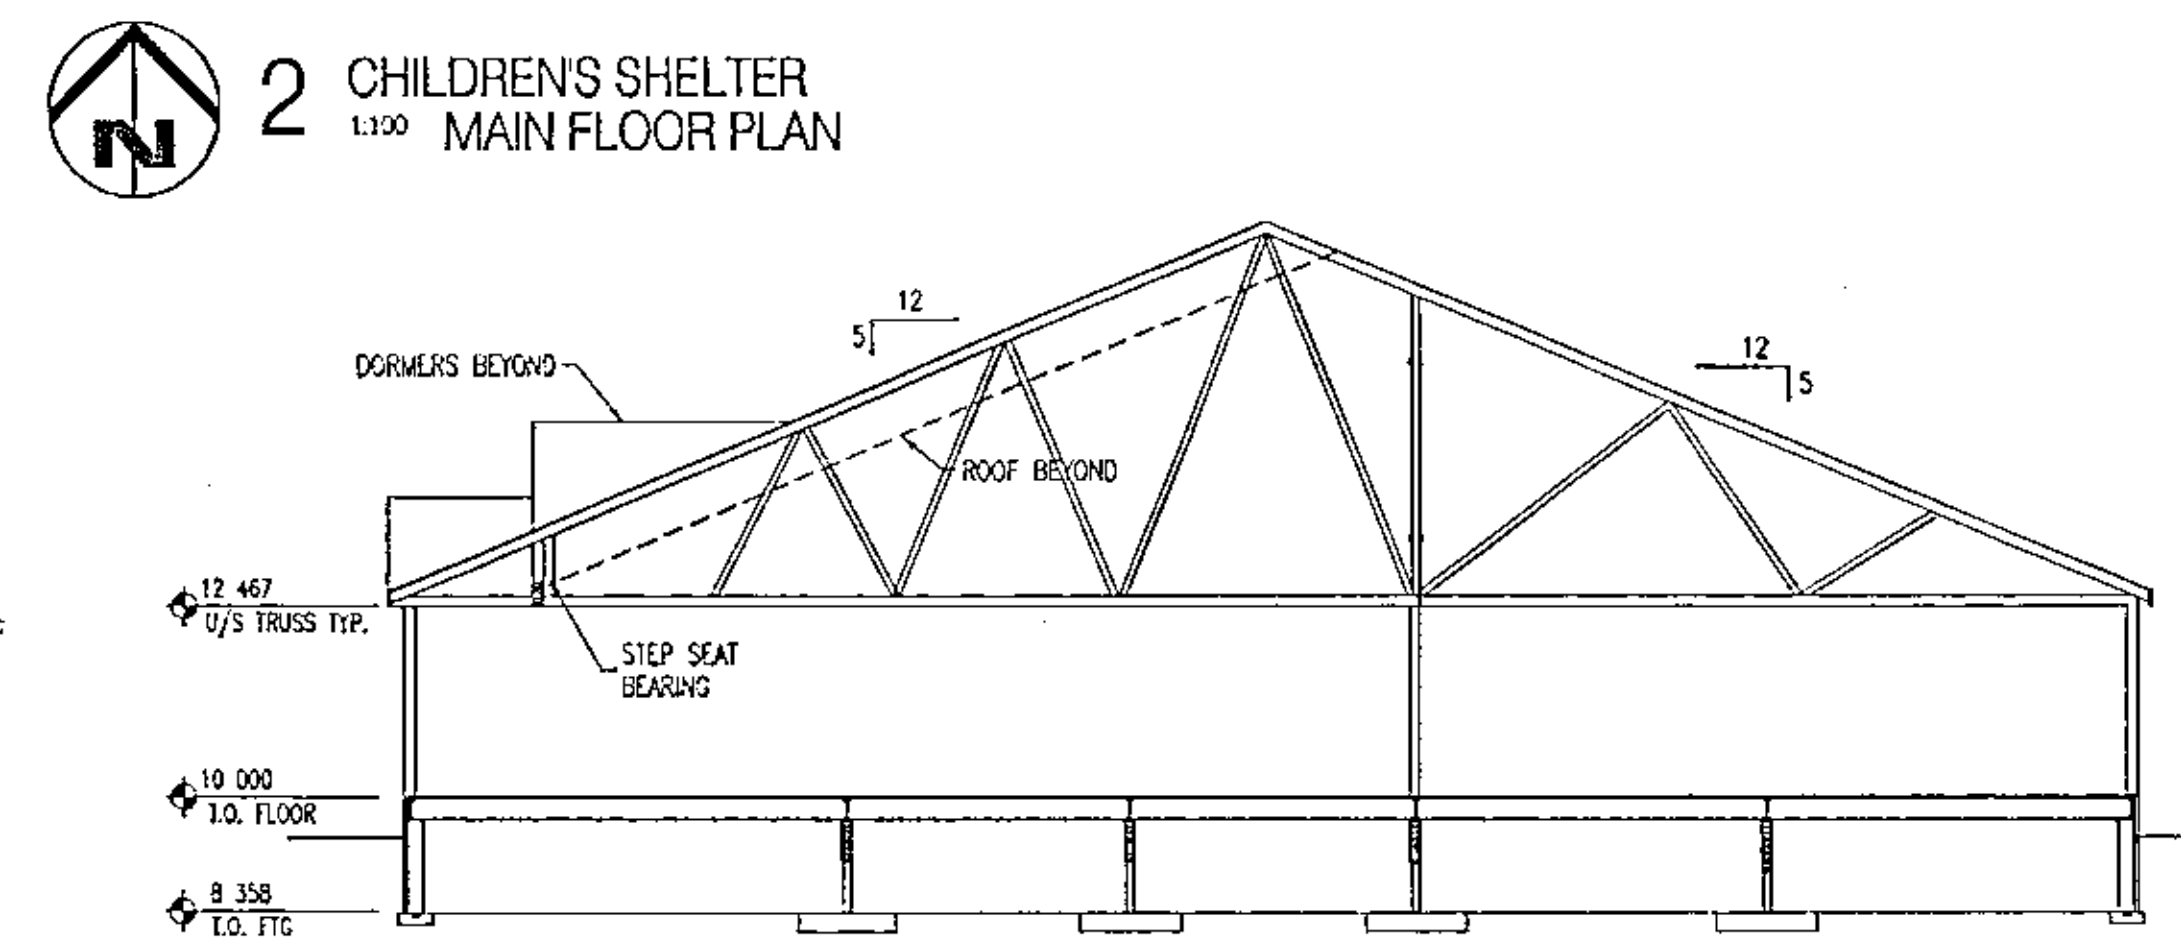 N
2 CHILDREN'S SHELTER
1:100 MAIN FLOOR PLAN
12
5
12
5
DORMERS BEYOND
ROOF BEYOND
12 467
U/S TRUSS TYP.
STEP SEAT
BEARING
10 000
T.O. FLOOR
8 358
T.O. FTG